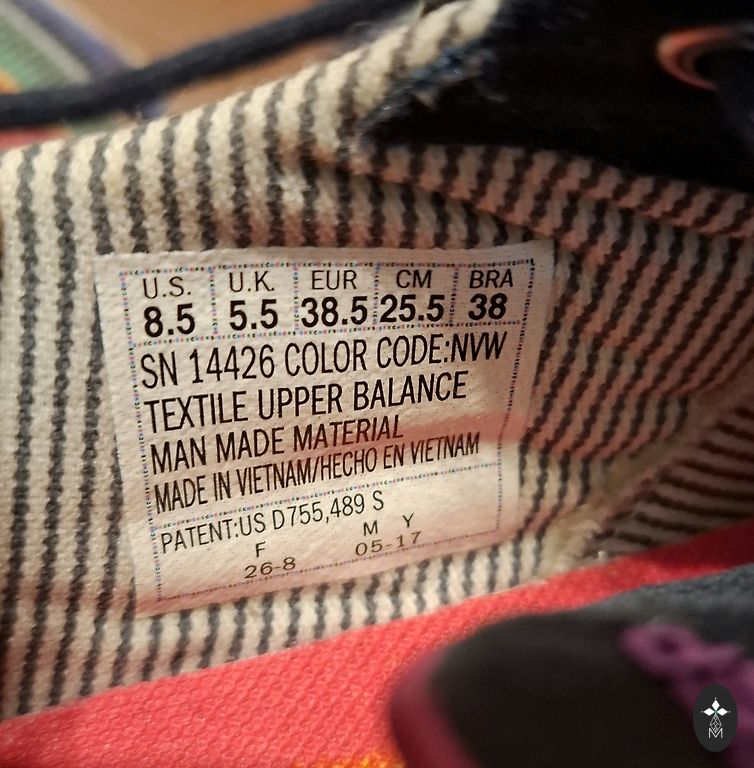 U.S. U.K. EUR CM BRA
8.5 5.5 38.5 25.5 38
SN 14426 COLOR CODE:NVW
TEXTILE UPPER BALANCE
MAN MADE MATERIAL
MADE IN VIETNAM/HECHO EN VIETNAM
PATENT:US D755,489 S
F M Y
26-8 05-17
M